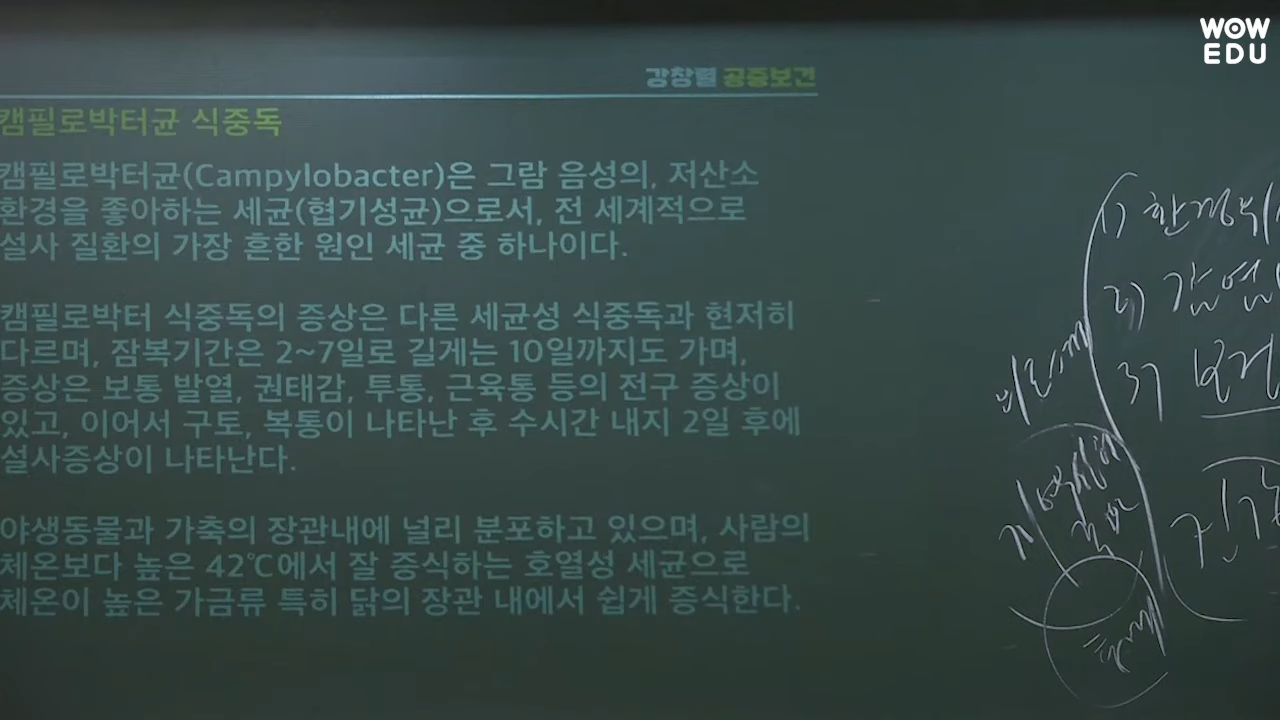 WOW
EDU
강창렬 공중보건
캠필로박터균 식중독
캠필로박터균(Campylobacter)은 그람 음성의, 저산소
환경을 좋아하는 세균(협기성균)으로서, 전 세계적으로
설사 질환의 가장 흔한 원인 세균 중 하나이다.
캠필로박터 식중독의 증상은 다른 세균성 식중독과 현저히
다르며, 잠복기간은 2~7일로 길게는 10일까지도 가며,
증상은 보통 발열, 권태감, 투통, 근육통 등의 전구 증상이
있고, 이어서 구토, 복통이 나타난 후 수시간 내지 2일 후에
설사증상이 나타난다.
야생동물과 가축의 장관내에 널리 분포하고 있으며, 사람의
체온보다 높은 42℃에서 잘 증식하는 호열성 세균으로
체온이 높은 가금류 특히 닭의 장관 내에서 쉽게 증식한다.
1) 환경위
2) 감염
3) 보건